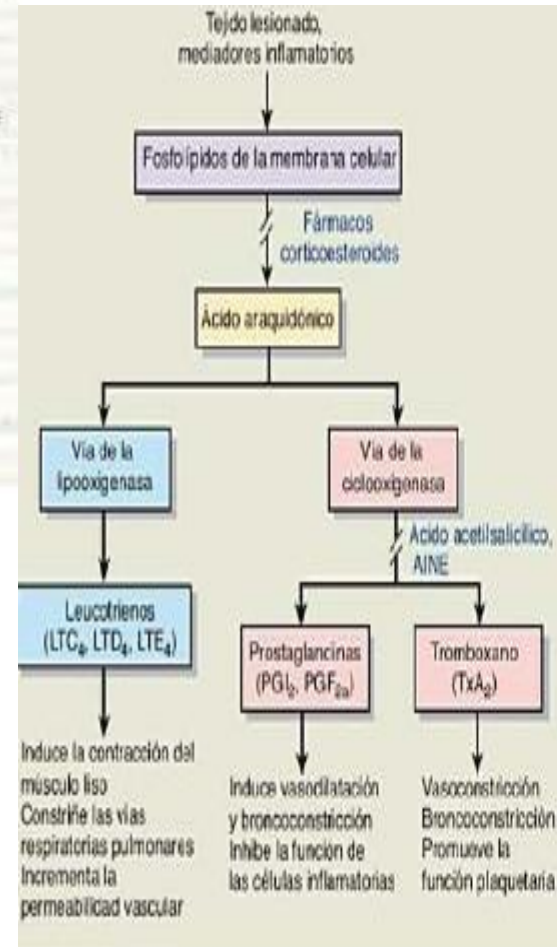 Tejido lesionado,
mediadores inflamatorios
Fosfolípidos de la membrana celular
Fármacos
corticoesteroides
Ácido araquidónico
Vía de la
lipooxigenasa
Vía de la
ciclooxigenasa
Ácido acetilsalicílico,
AINE
Leucotrienos
(LTC₄, LTD₄, LTE₄)
Prostaglancinas
(PGI₂, PGF₂ₐ)
Tromboxano
(TxA₂)
Induce la contracción del
músculo liso
Constriñe las vías
respiratorias pulmonares
Incrementa la
permeabilidad vascular
Induce vasodilatación
y broncoconstricción
Inhibe la función de
las células inflamatorias
Vasoconstricción
Broncoconstricción
Promueve la
función plaquetaria